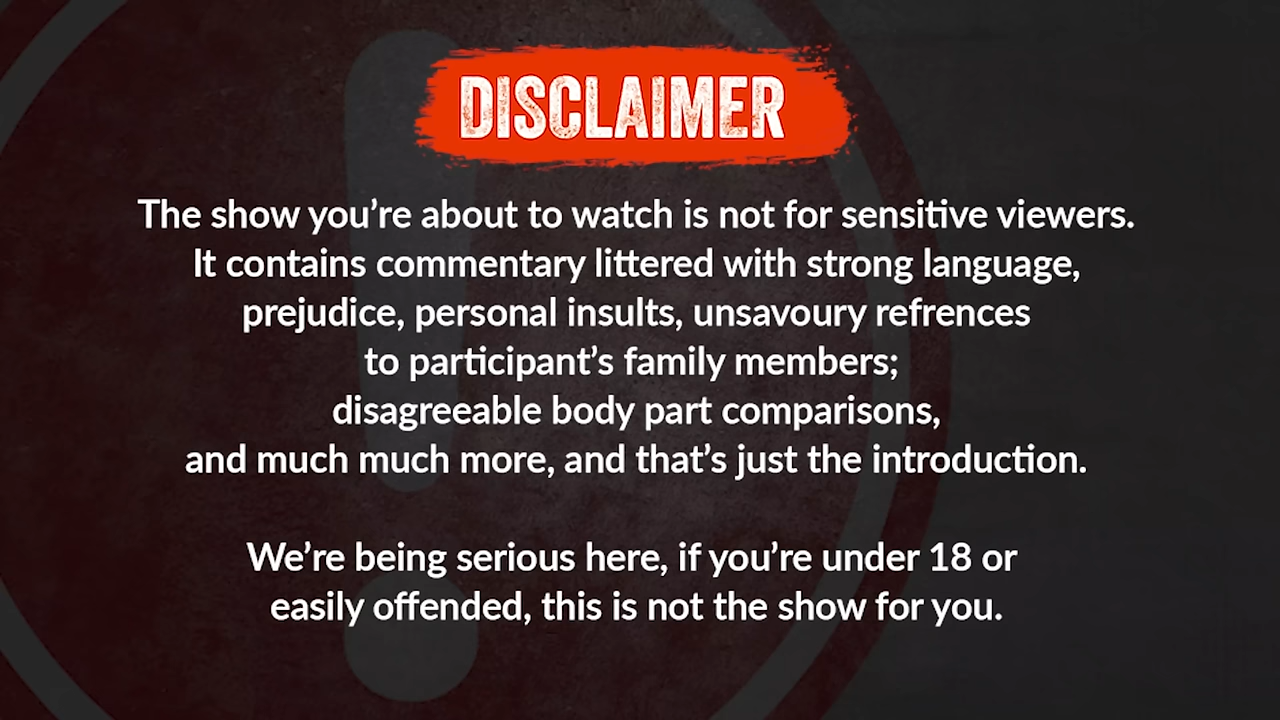 DISCLAIMER
The show you’re about to watch is not for sensitive viewers.
It contains commentary littered with strong language,
prejudice, personal insults, unsavoury refrences
to participant’s family members;
disagreeable body part comparisons,
and much much more, and that’s just the introduction.
We’re being serious here, if you’re under 18 or
easily offended, this is not the show for you.